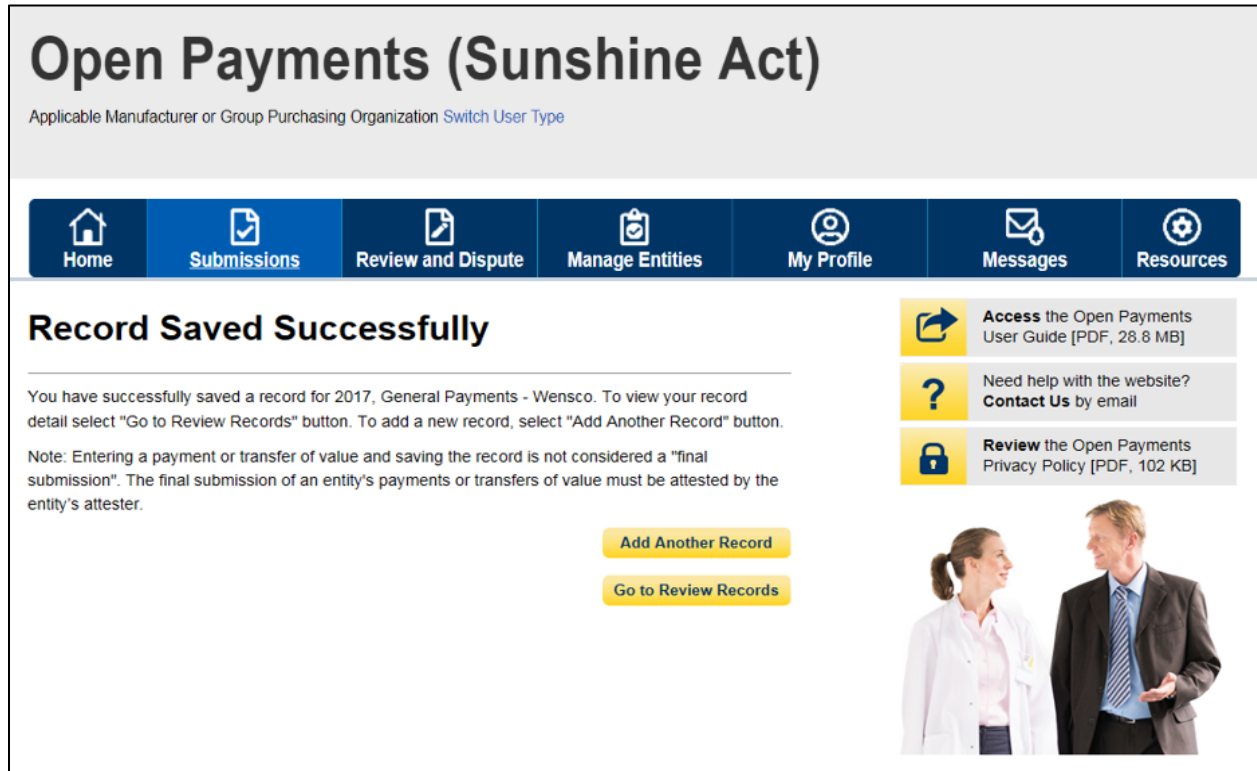 Open Payments (Sunshine Act)
Applicable Manufacturer or Group Purchasing Organization Switch User Type
Home
Submissions
Review and Dispute
Manage Entities
My Profile
Messages
Resources
Record Saved Successfully
You have successfully saved a record for 2017, General Payments - Wensco. To view your record
detail select "Go to Review Records" button. To add a new record, select "Add Another Record" button.
Note: Entering a payment or transfer of value and saving the record is not considered a "final
submission". The final submission of an entity's payments or transfers of value must be attested by the
entity's attester.
Add Another Record
Go to Review Records
Access the Open Payments
User Guide [PDF, 28.8 MB]
?
Need help with the website?
Contact Us by email
Review the Open Payments
Privacy Policy [PDF, 102 KB]